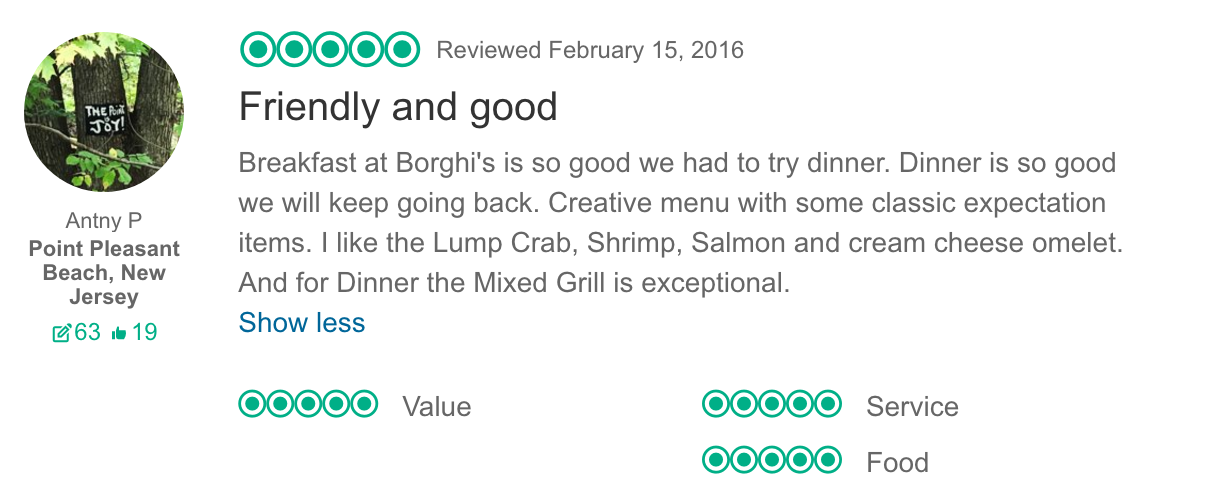 THE POINT
&
JOY!
Antny P
Point Pleasant
Beach, New
Jersey
63 19
Reviewed February 15, 2016
Friendly and good
Breakfast at Borghi's is so good we had to try dinner. Dinner is so good
we will keep going back. Creative menu with some classic expectation
items. I like the Lump Crab, Shrimp, Salmon and cream cheese omelet.
And for Dinner the Mixed Grill is exceptional.
Show less
Value
Service
Food